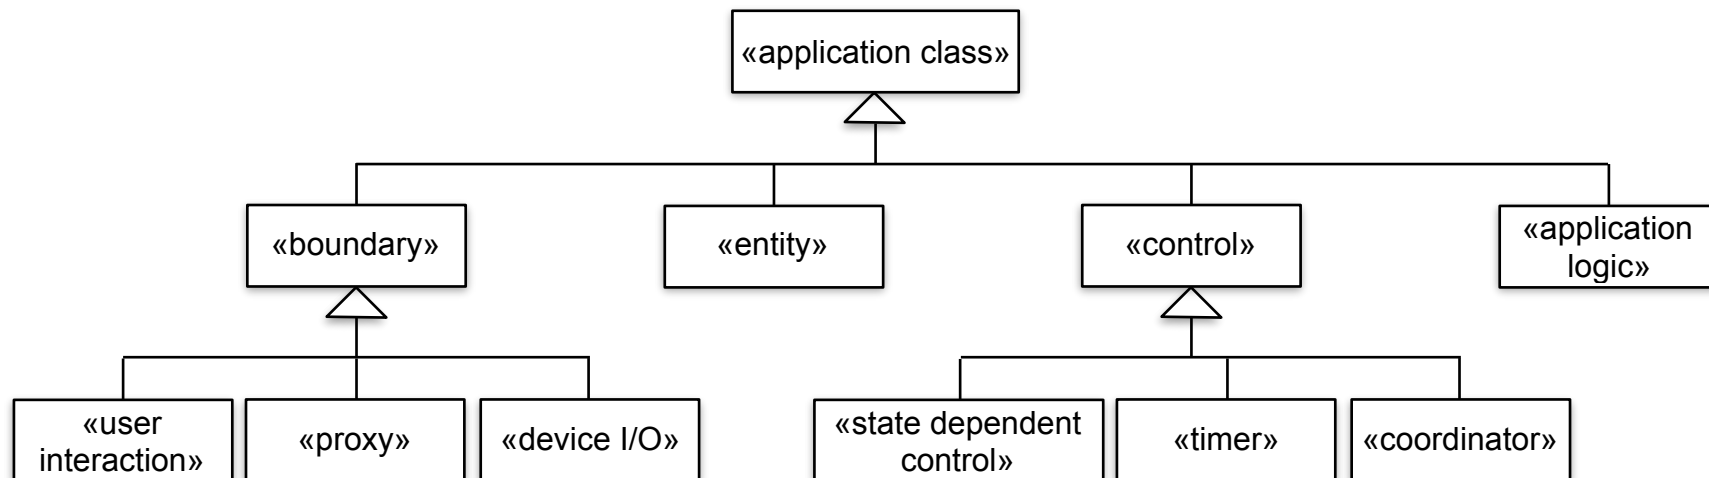 «application class»
«boundary»
«entity»
«control»
«application
logic»
«user
interaction»
«proxy»
«device I/O»
«state dependent
control»
«timer»
«coordinator»